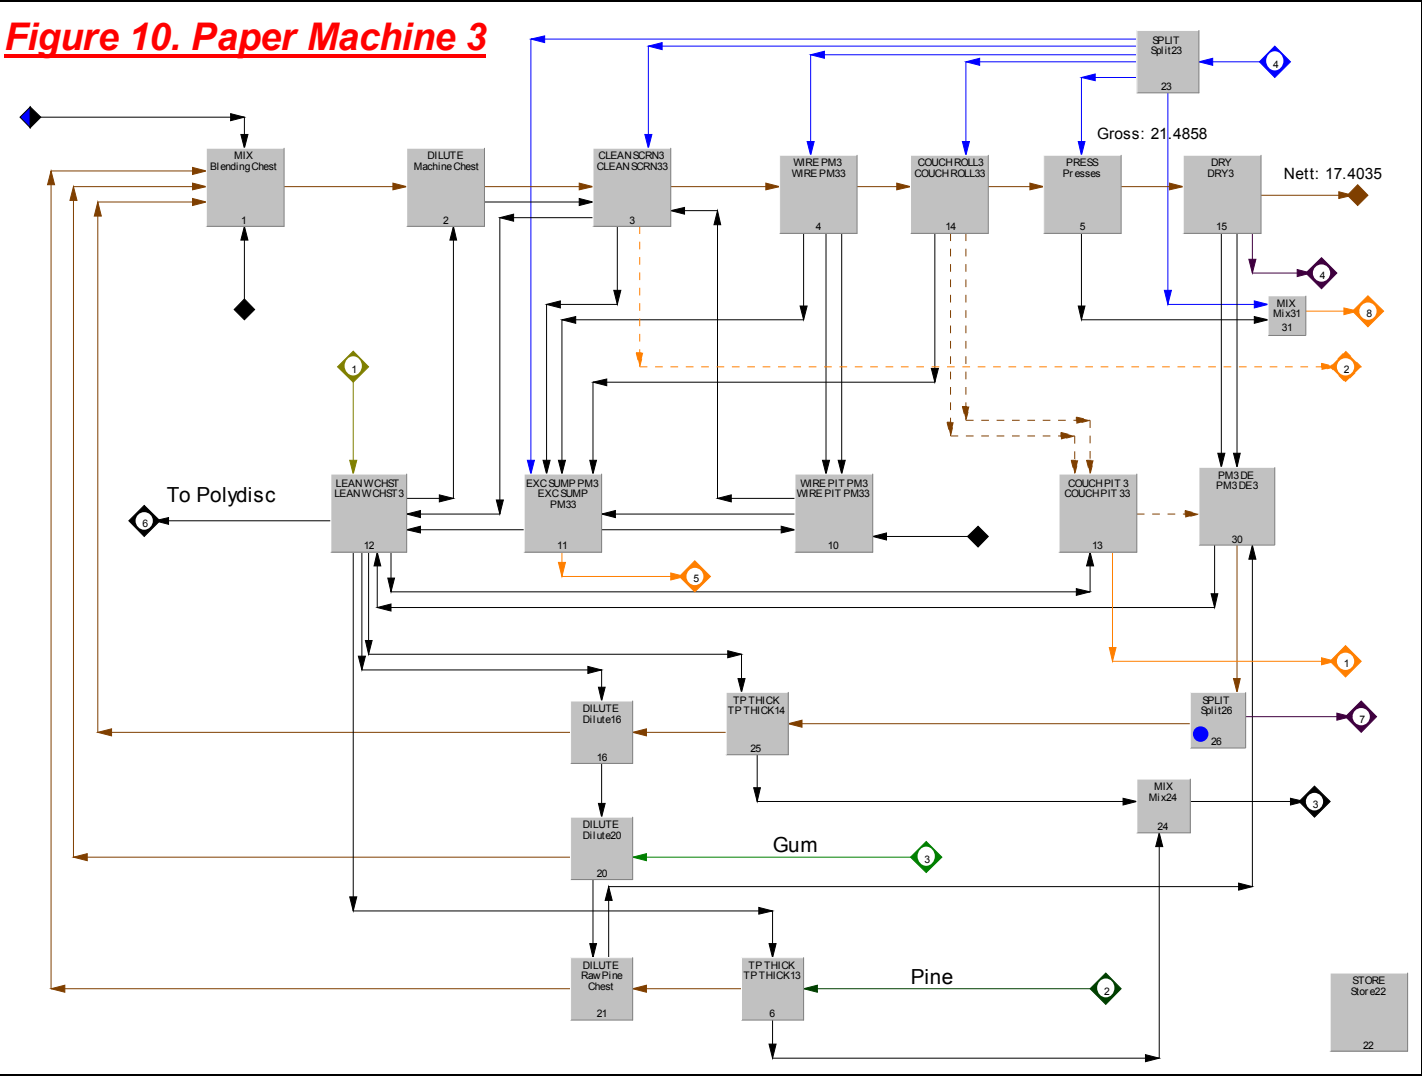 Figure 10. Paper Machine 3
SPLIT
Split23
23
4
Gross: 21.4858
MIX
Blending Chest
1
DILUTE
Machine Chest
2
CLEAN SCRN3
CLEAN SCRN33
3
WIRE PM3
WIRE PM33
4
COUCH ROLL3
COUCH ROLL33
14
PRESS
Presses
5
DRY
DRY3
15
Nett: 17.4035
4
MIX
Mix31
31
8
1
2
To Polydisc
6
LEAN WCHST
LEAN WCHST3
12
EXC SUMP PM3
EXC SUMP
PM33
11
WIRE PIT PM3
WIRE PIT PM33
10
COUCH PIT 3
COUCH PIT 33
13
PM3 DE
PM3 DE3
30
5
1
DILUTE
Dilute16
16
TP THICK
TP THICK14
25
SPLIT
Split26
26
7
MIX
Mix24
24
3
DILUTE
Dilute20
20
Gum
3
DILUTE
Raw Pine
Chest
21
TP THICK
TP THICK13
6
Pine
2
STORE
Store22
22